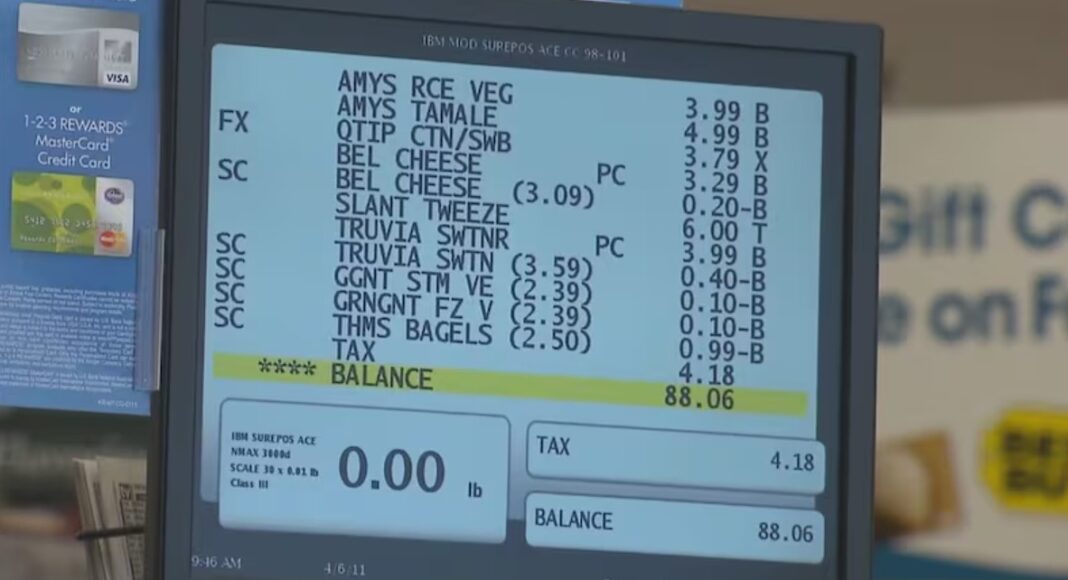 IBM MOD SUREPOS ACE CC 98-101
VISA
or
1-2-3 REWARDS
MasterCard
Credit Card
AMYS RCE VEG 3.99 B
AMYS TAMALE 4.99 B
FX QTIP CTN/SWB 3.79 X
BEL CHEESE PC 3.29 B
SC BEL CHEESE (3.09) 0.20-B
SLANT TWEEZE 6.00 T
TRUVIA SWTNR PC 3.99 B
SC TRUVIA SWTN (3.59) 0.40-B
SC GGNT STM VE (2.39) 0.10-B
SC GRNGNT FZ V (2.39) 0.10-B
SC THMS BAGELS (2.50) 0.99-B
TAX 4.18
**** BALANCE 88.06
IBM SUREPOS ACE
NMAX 3000d
SCALE 30 x 0.01 lb
Class III
0.00 lb
TAX 4.18
BALANCE 88.06
9:46 AM 4/6/11
Gift
on